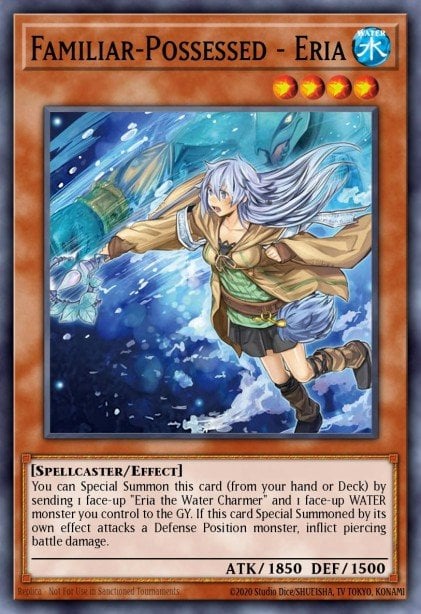 Familiar-Possessed - Eria
WATER
水
[Spellcaster/Effect]
You can Special Summon this card (from your hand or Deck) by
sending 1 face-up "Eria the Water Charmer" and 1 face-up WATER
monster you control to the GY. If this card Special Summoned by its
own effect attacks a Defense Position monster, inflict piercing
battle damage.
ATK/1850 DEF/1500
Replica - Not For Use in Sanctioned Tournaments
©2020 Studio Dice/SHUEISHA, TV TOKYO, KONAMI